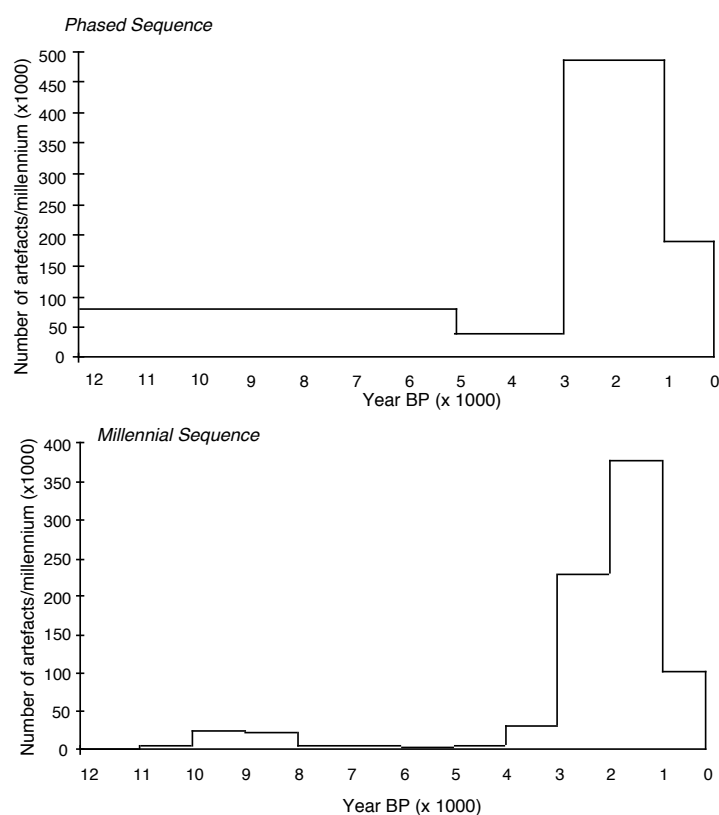 Phased Sequence
Number of artefacts/millennium (x1000)
500
450
400
350
300
250
200
150
100
50
0
12 11 10 9 8 7 6 5 4 3 2 1 0
Year BP (x 1000)
Millennial Sequence
Number of artefacts/millennium (x1000)
400
350
300
250
200
150
100
50
0
12 11 10 9 8 7 6 5 4 3 2 1 0
Year BP (x 1000)